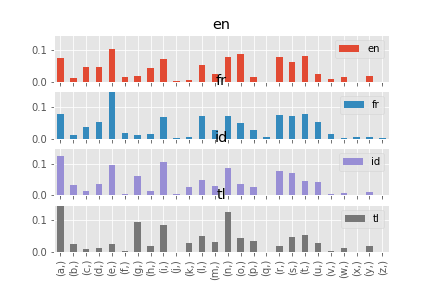 en
0.1
0.0
en
fr
0.1
0.0
fr
id
0.1
0.0
id
tl
0.1
0.0
tl
(a,) (b,) (c,) (d,) (e,) (f,) (g,) (h,) (i,) (j,) (k,) (l,) (m,) (n,) (o,) (p,) (q,) (r,) (s,) (t,) (u,) (v,) (w,) (x,) (y,) (z,)